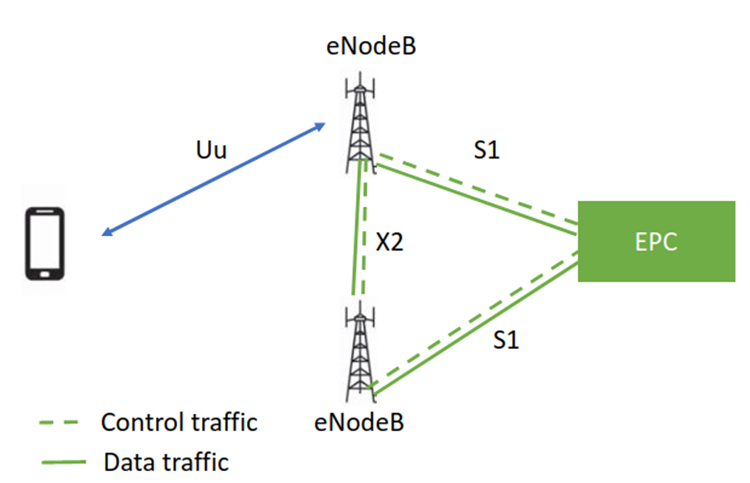 eNodeB
Uu
S1
EPC
X2
S1
eNodeB
Control traffic
Data traffic